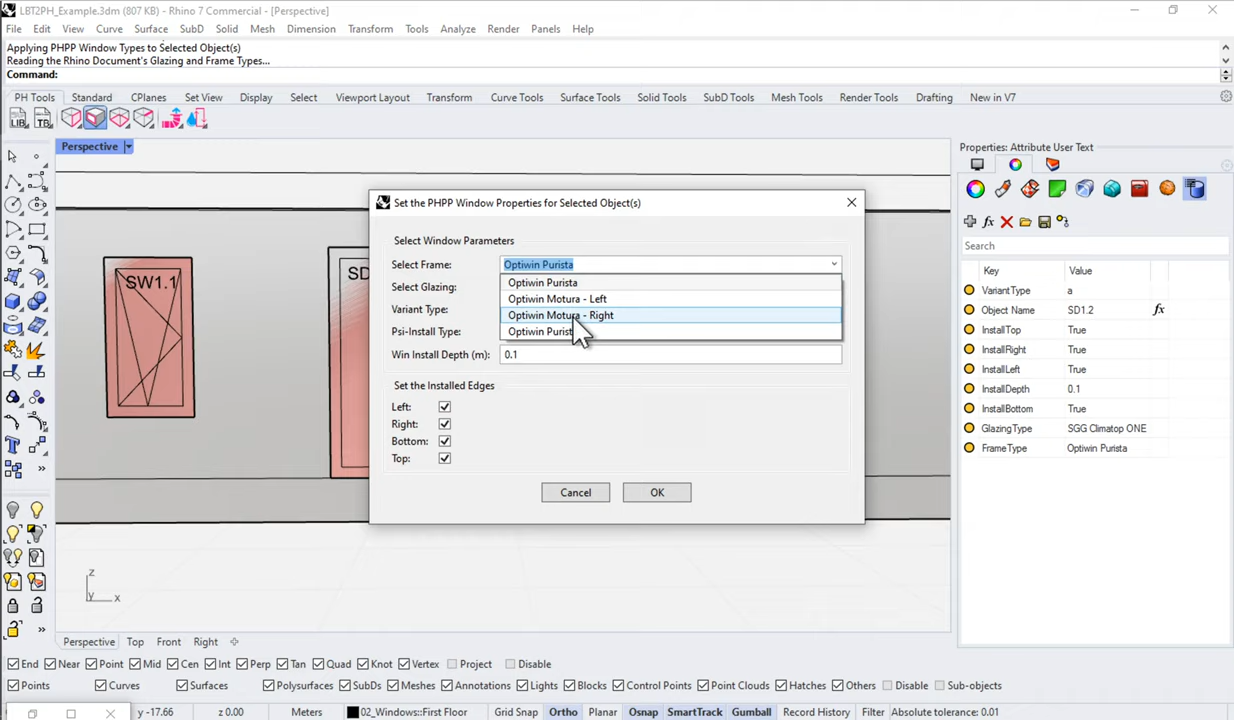 LBT2PH_Example.3dm (807 KB) - Rhino 7 Commercial - [Perspective]
File Edit View Curve Surface SubD Solid Mesh Dimension Transform Tools Analyze Render Panels Help
Applying PHPP Window Types to Selected Object(s)
Reading the Rhino Document's Glazing and Frame Types...
Command:
PH Tools Standard CPlanes Set View Display Select Viewport Layout Transform Curve Tools Surface Tools Solid Tools SubD Tools Mesh Tools Render Tools Drafting New in V7
LIB TB
Perspective
Properties: Attribute User Text
Search
Key Value
VariantType a
Object Name SD1.2 fx
InstallTop True
InstallRight True
InstallLeft True
InstallDepth 0.1
InstallBottom True
GlazingType SGG Climatop ONE
FrameType Optiwin Purista
SW1.1
SD
Set the PHPP Window Properties for Selected Object(s)
Select Window Parameters
Select Frame: Optiwin Purista
Optiwin Purista
Select Glazing:
Optiwin Motura - Left
Variant Type:
Optiwin Motura - Right
Psi-Install Type:
Win Install Depth (m): 0.1
Set the Installed Edges
Left:
Right:
Bottom:
Top:
Cancel OK
z
y x
Perspective Top Front Right
End Near Point Mid Cen Int Perp Tan Quad Knot Vertex Project Disable
Points Curves Surfaces Polysurfaces SubDs Meshes Annotations Lights Blocks Control Points Point Clouds Hatches Others Disable Sub-objects
y -17.66 z 0.00 Meters 02_Windows::First Floor Grid Snap Ortho Planar Osnap SmartTrack Gumball Record History Filter Absolute tolerance: 0.01